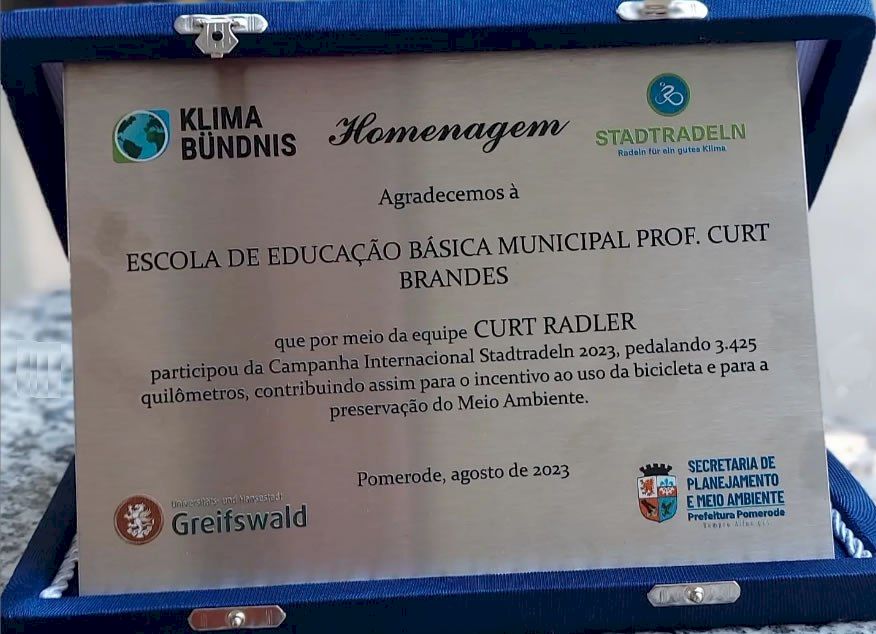 KLIMA
BÜNDNIS
Homenagem
STADTRADELN
Radeln für ein gutes Klima
Agradecemos à
ESCOLA DE EDUCAÇÃO BÁSICA MUNICIPAL PROF. CURT
BRANDES
que por meio da equipe CURT RADLER
participou da Campanha Internacional Stadtradeln 2023, pedalando 3.425
quilômetros, contribuindo assim para o incentivo ao uso da bicicleta e para a
preservação do Meio Ambiente.
Pomerode, agosto de 2023
Universitäts- und Hansestadt
Greifswald
SECRETARIA DE
PLANEJAMENTO
E MEIO AMBIENTE
Prefeitura Pomerode